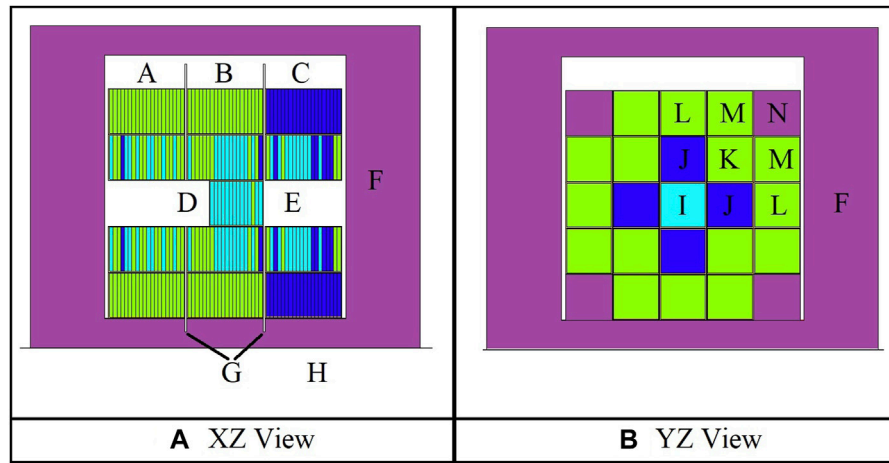 A B C
D E F
G H
L M N
J K M
I J L F
A XZ View
B YZ View